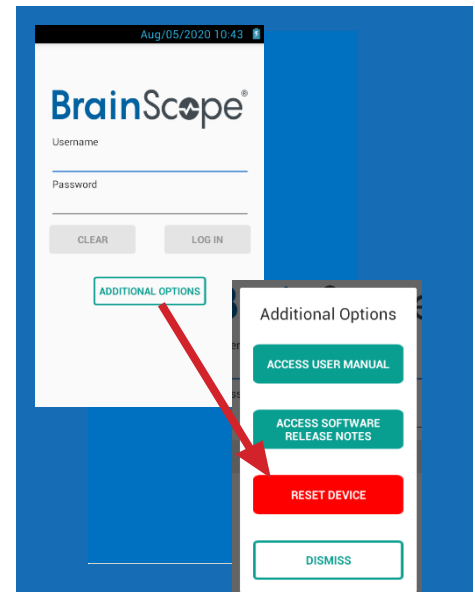 Aug/05/2020 10:43
BrainScope®
Username
Password
CLEAR LOG IN
ADDITIONAL OPTIONS
Additional Options
ACCESS USER MANUAL
ACCESS SOFTWARE
RELEASE NOTES
RESET DEVICE
DISMISS